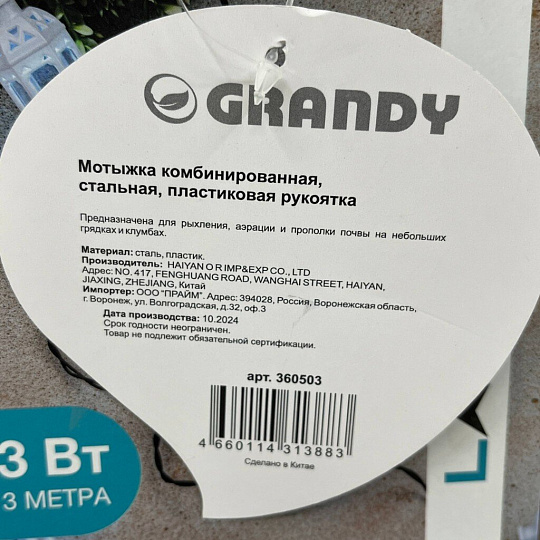 GRANDY
Мотыжка комбинированная,
стальная, пластиковая рукоятка
Предназначена для рыхления, аэрации и прополки почвы на небольших
грядках и клумбах.
Материал: сталь, пластик.
Производитель: HAIYAN O R IMP&EXP CO., LTD
Адрес: NO. 417, FENGHUANG ROAD, WANGHAI STREET, HAIYAN,
JIAXING, ZHEJIANG, Китай
Импортер: ООО "ПРАЙМ". Адрес: 394028, Россия, Воронежская область,
г. Воронеж, ул. Волгоградская, д.32, оф.3
Дата производства: 10.2024
Срок годности неограничен.
Товар не подлежит обязательной сертификации.
арт. 360503
4 660114 313883
Сделано в Китае
3 Вт
3 МЕТРА
L